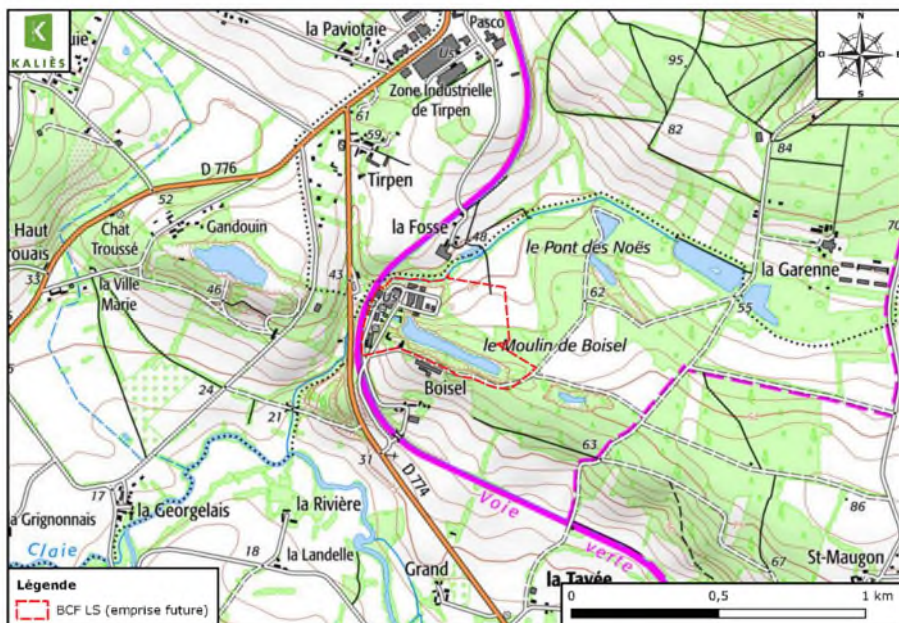 KALIÈS
la Paviotaie
Pasco
Us
Zone Industrielle
de Tirpen
N
O
E
S
95
82
84
61
59
D 776
Tirpen
52
Haut
rouais
33
Chat
Troussé
Gandouin
la Fosse
48
le Pont des Noës
70
la Garenne
la Ville
Marie
46
43
Us
62
55
le Moulin de Boisel
Boisel
24
21
63
31
D 774
17
la Georgelais
la Rivière
Voie
verte
86
a Grignonnais
Claie
18
la Landelle
67
St-Maugon
Grand
la Tavée
Légende
BCF LS (emprise future)
0
0,5
1 km